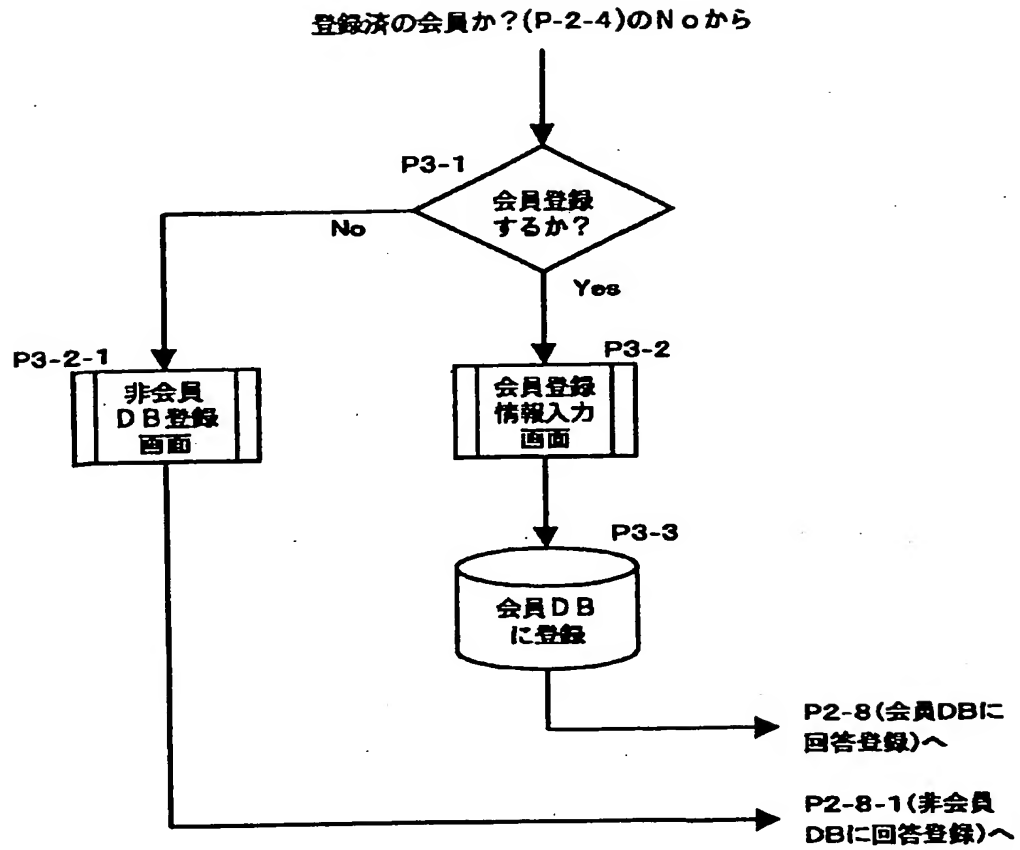 登録済の会員か？(P-2-4)のＮｏから
P3-1
会員登録
するか？
No
Yes
P3-2-1
非会員
ＤＢ登録
画面
P3-2
会員登録
情報入力
画面
P3-3
会員ＤＢ
に登録
P2-8(会員DBに
回答登録)へ
P2-8-1(非会員
DBに回答登録)へ